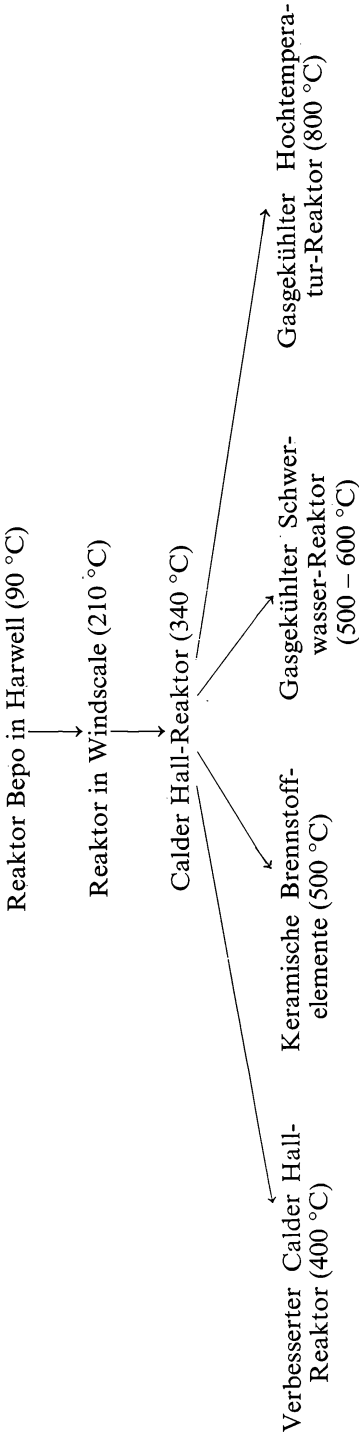 Reaktor Bepo in Harwell (90 °C)
Reaktor in Windscale (210 °C)
Calder Hall-Reaktor (340 °C)
Verbesserter Calder Hall-
Reaktor (400 °C)
Keramische Brennstoff-
elemente (500 °C)
Gasgekühlter Schwer-
wasser-Reaktor
(500 – 600 °C)
Gasgekühlter Hochtempera-
tur-Reaktor (800 °C)